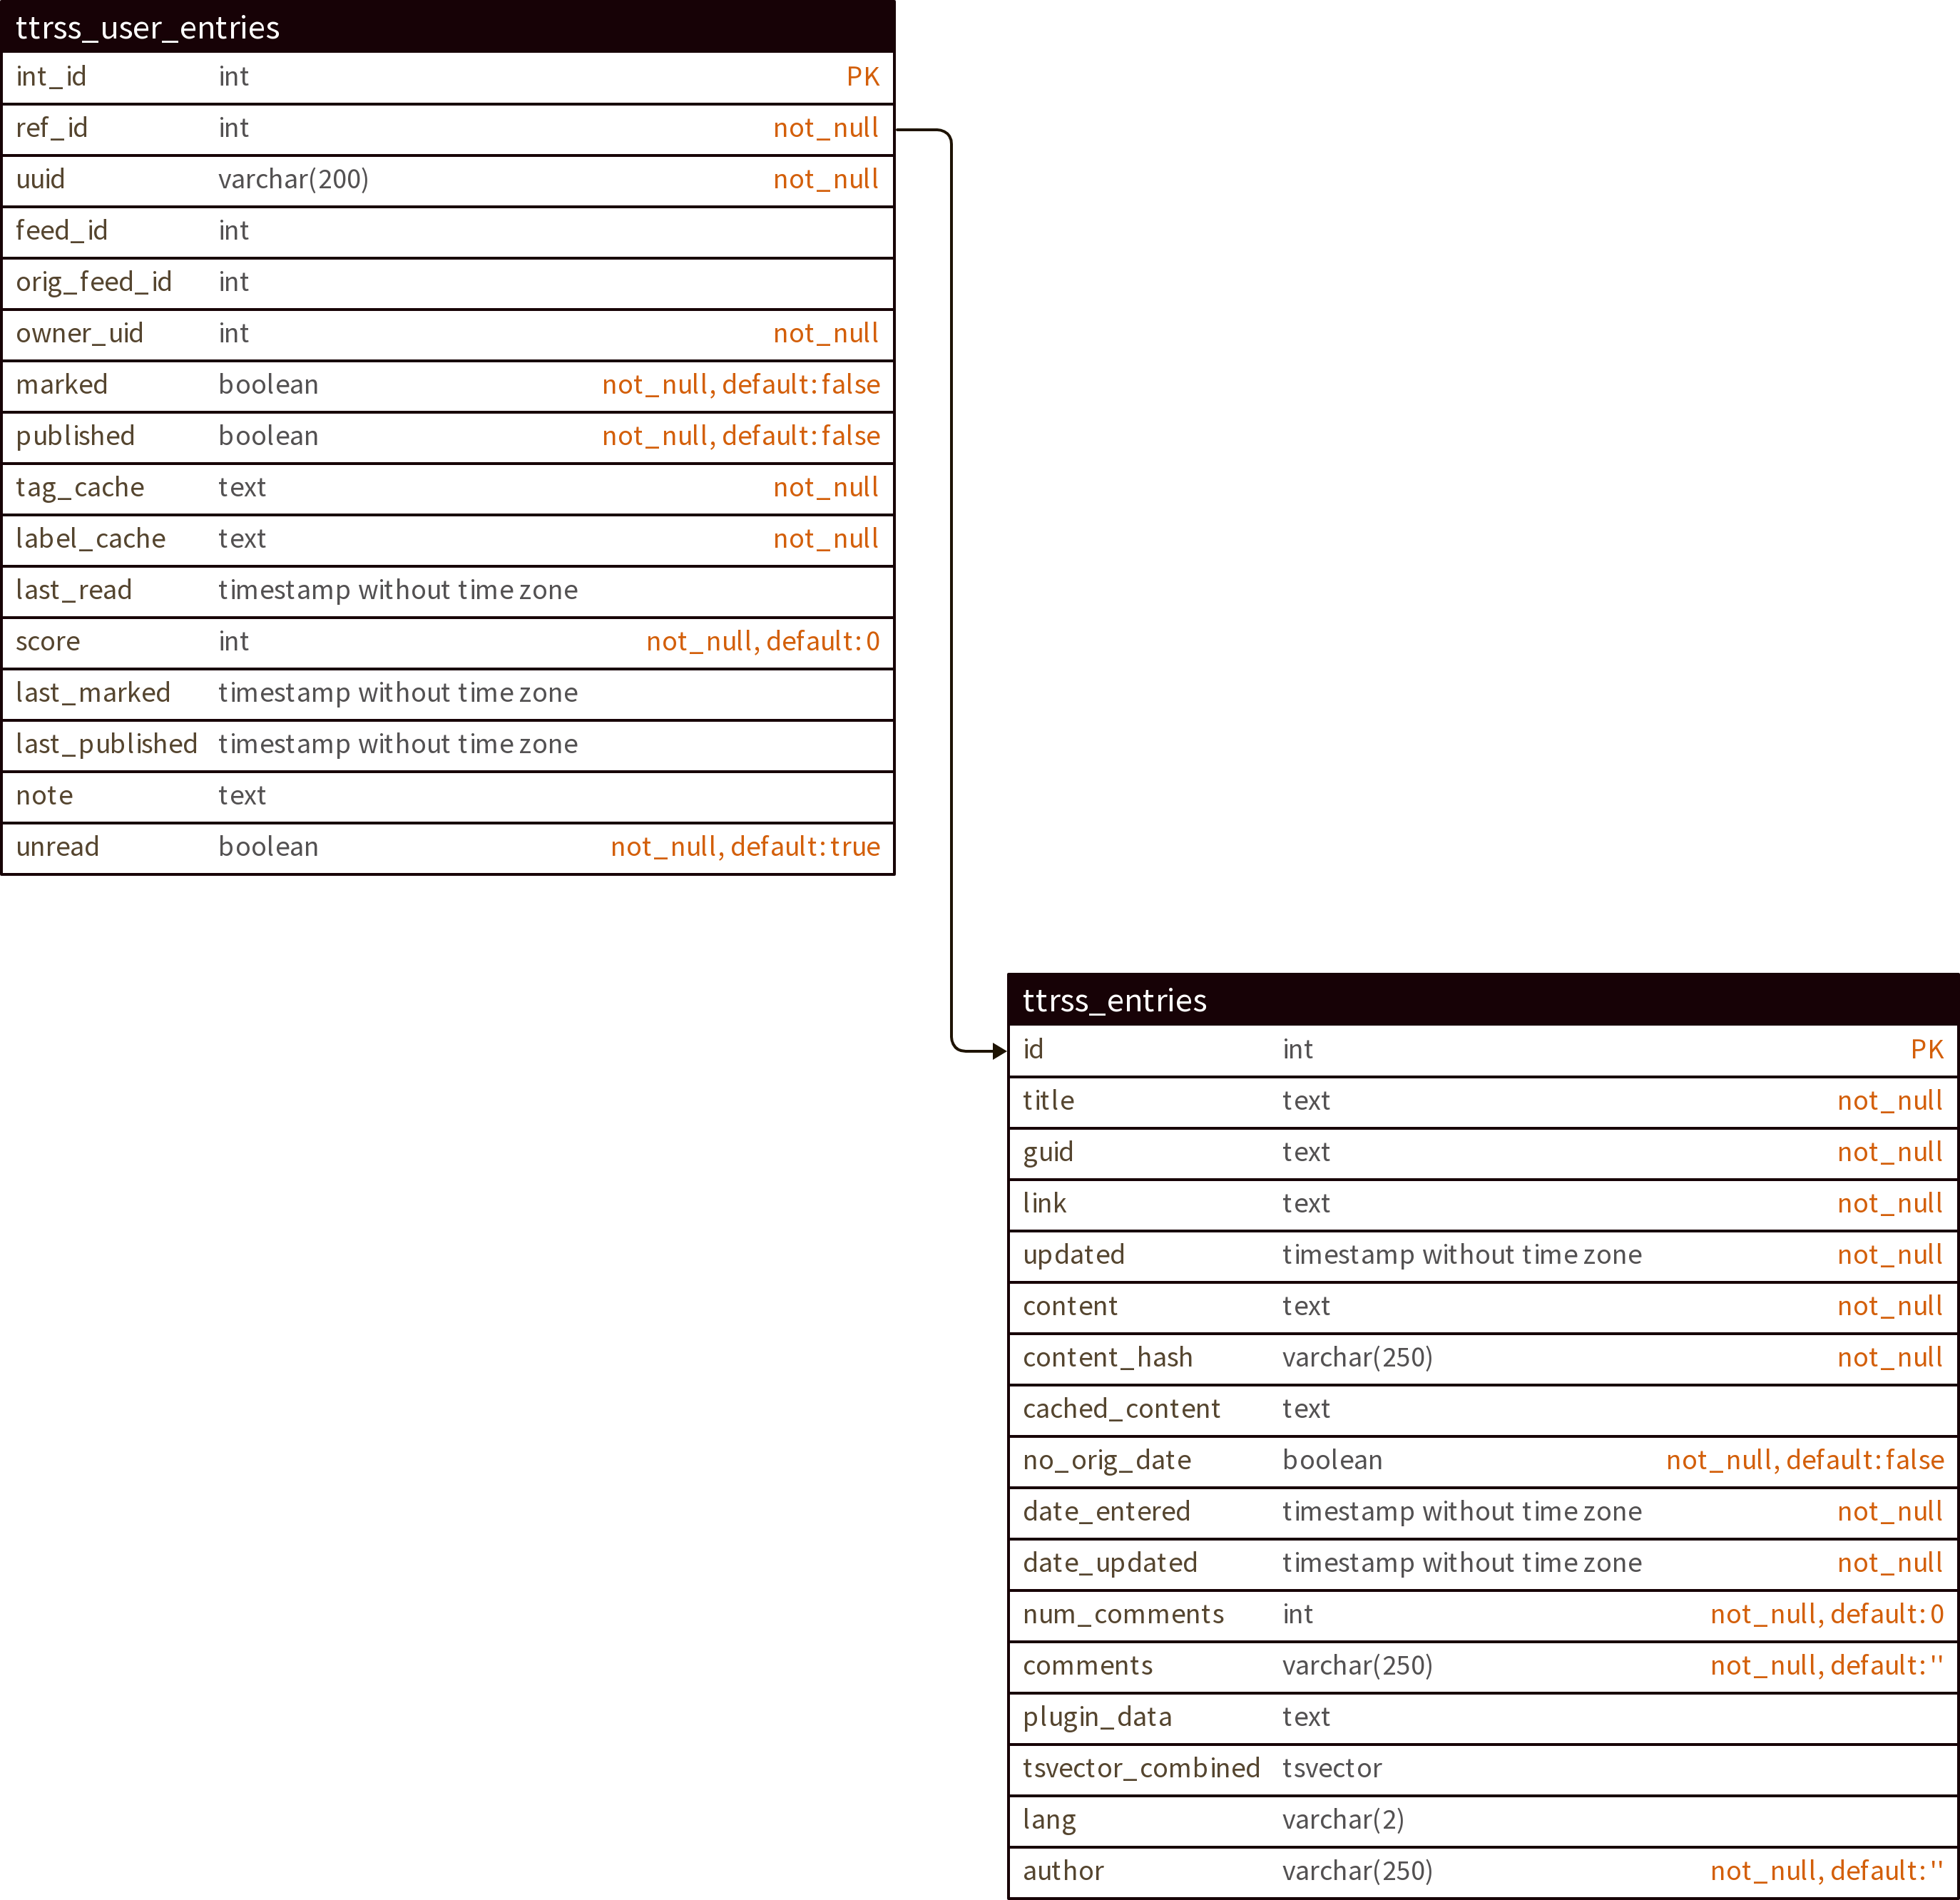 ttrss_user_entries
int_id int PK
ref_id int not_null
uuid varchar(200) not_null
feed_id int
orig_feed_id int
owner_uid int not_null
marked boolean not_null, default:false
published boolean not_null, default:false
tag_cache text not_null
label_cache text not_null
last_read timestamp without time zone
score int not_null, default:0
last_marked timestamp without time zone
last_published timestamp without time zone
note text
unread boolean not_null, default:true
ttrss_entries
id int PK
title text not_null
guid text not_null
link text not_null
updated timestamp without time zone not_null
content text not_null
content_hash varchar(250) not_null
cached_content text
no_orig_date boolean not_null, default:false
date_entered timestamp without time zone not_null
date_updated timestamp without time zone not_null
num_comments int not_null, default:0
comments varchar(250) not_null, default:''
plugin_data text
tsvector_combined tsvector
lang varchar(2)
author varchar(250) not_null, default:''